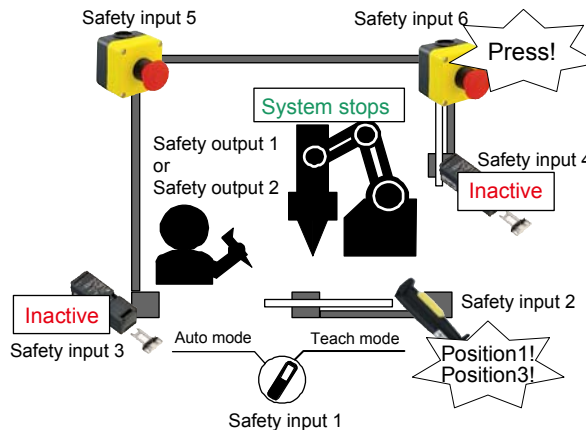 Safety input 5
Safety input 6
Press!
System stops
Safety output 1
or
Safety output 2
Safety input 4
Inactive
Inactive
Safety input 3
Safety input 2
Auto mode
Teach mode
Position1!
Position3!
Safety input 1